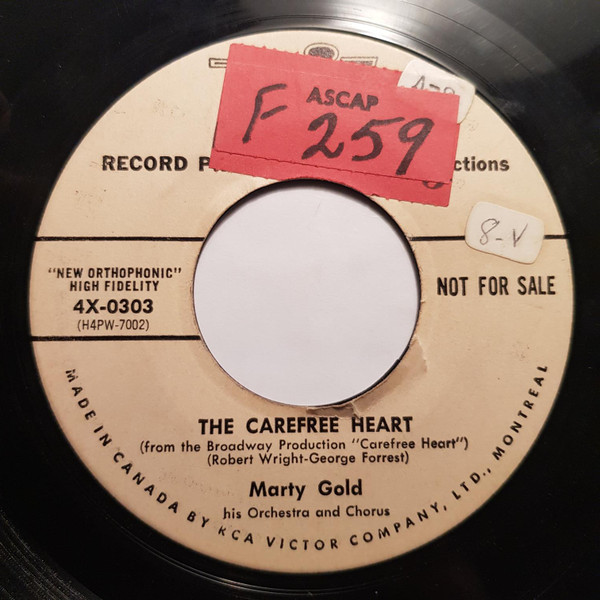 ASCAP
F 259
RECORD P
ctions
8-V
"NEW ORTHOPHONIC"
HIGH FIDELITY
4X-0303
(H4PW-7002)
NOT FOR SALE
THE CAREFREE HEART
(from the Broadway Production "Carefree Heart")
(Robert Wright-George Forrest)
Marty Gold
his Orchestra and Chorus
MADE IN CANADA BY RCA VICTOR COMPANY, LTD., MONTREAL